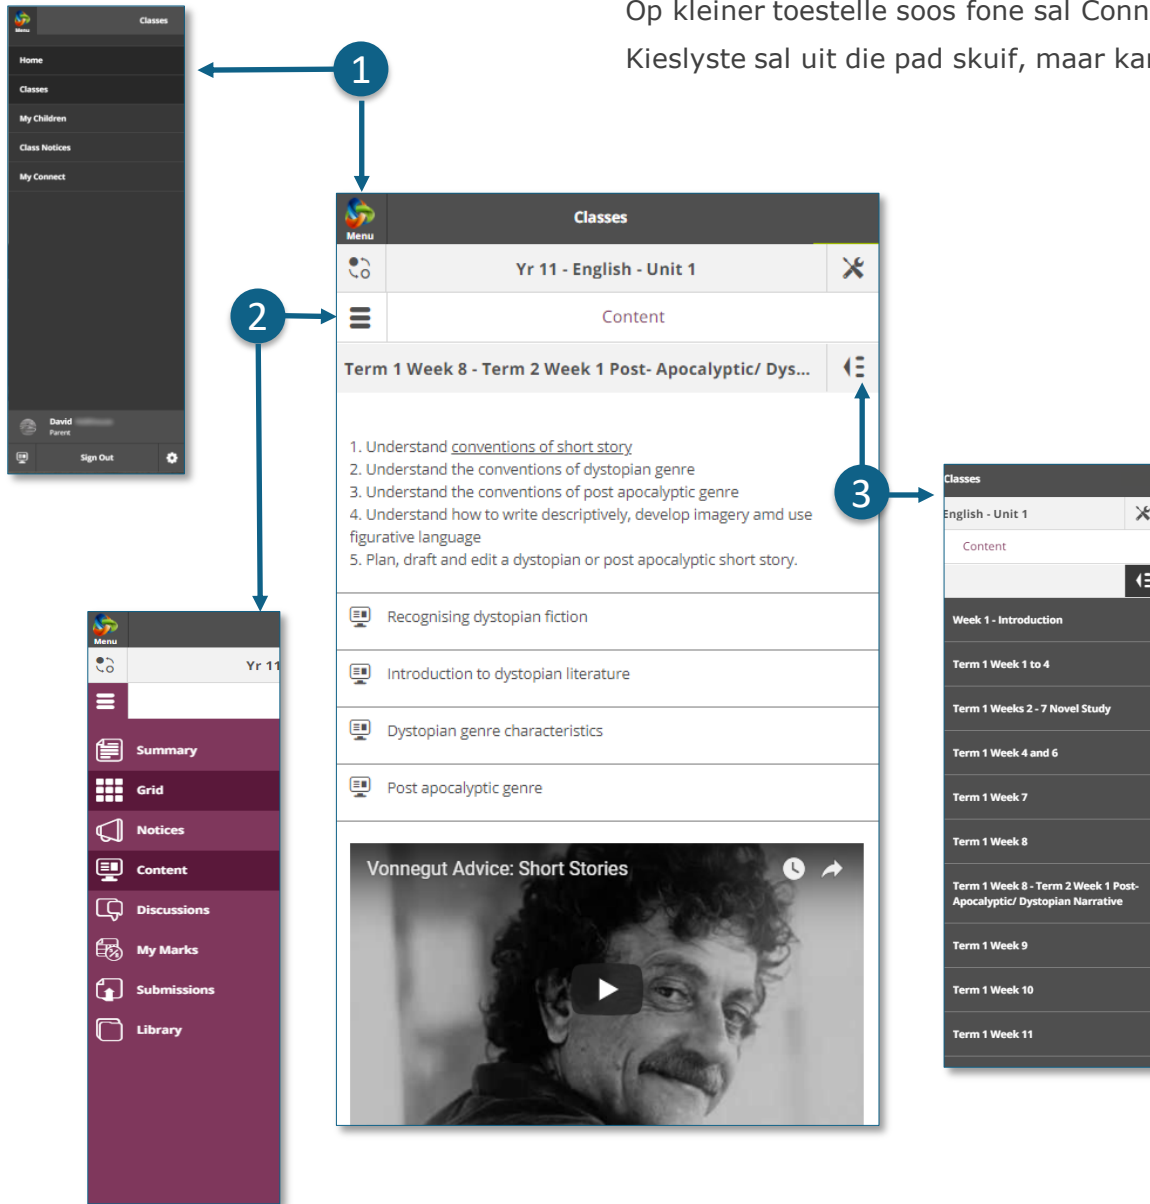 Op kleiner toestelle soos fone sal Conn
Kieslyste sal uit die pad skuif, maar kan
Menu
Classes
Home
Classes
My Children
Class Notices
My Connect
David
Parent
Sign Out
1
2
3
Menu
Classes
Yr 11 - English - Unit 1
Content
Term 1 Week 8 - Term 2 Week 1 Post- Apocalyptic/ Dys...
1. Understand conventions of short story
2. Understand the conventions of dystopian genre
3. Understand the conventions of post apocalyptic genre
4. Understand how to write descriptively, develop imagery amd use
figurative language
5. Plan, draft and edit a dystopian or post apocalyptic short story.
Recognising dystopian fiction
Introduction to dystopian literature
Dystopian genre characteristics
Post apocalyptic genre
Vonnegut Advice: Short Stories
Menu
Yr 11
Summary
Grid
Notices
Content
Discussions
My Marks
Submissions
Library
Classes
English - Unit 1
Content
Week 1 - Introduction
Term 1 Week 1 to 4
Term 1 Weeks 2 - 7 Novel Study
Term 1 Week 4 and 6
Term 1 Week 7
Term 1 Week 8
Term 1 Week 8 - Term 2 Week 1 Post-
Apocalyptic/ Dystopian Narrative
Term 1 Week 9
Term 1 Week 10
Term 1 Week 11